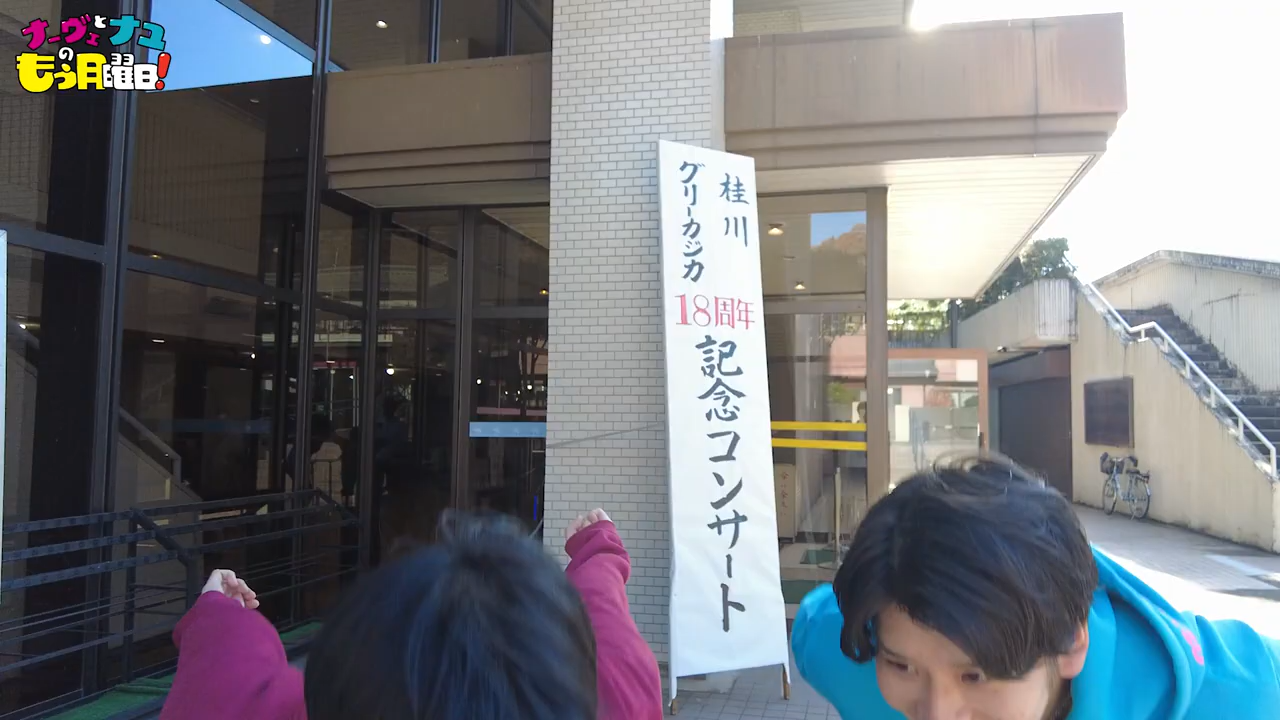 ナーヴェとナユ
のもう月曜日!
桂川
グリーカジカ
18周年
記念コンサート